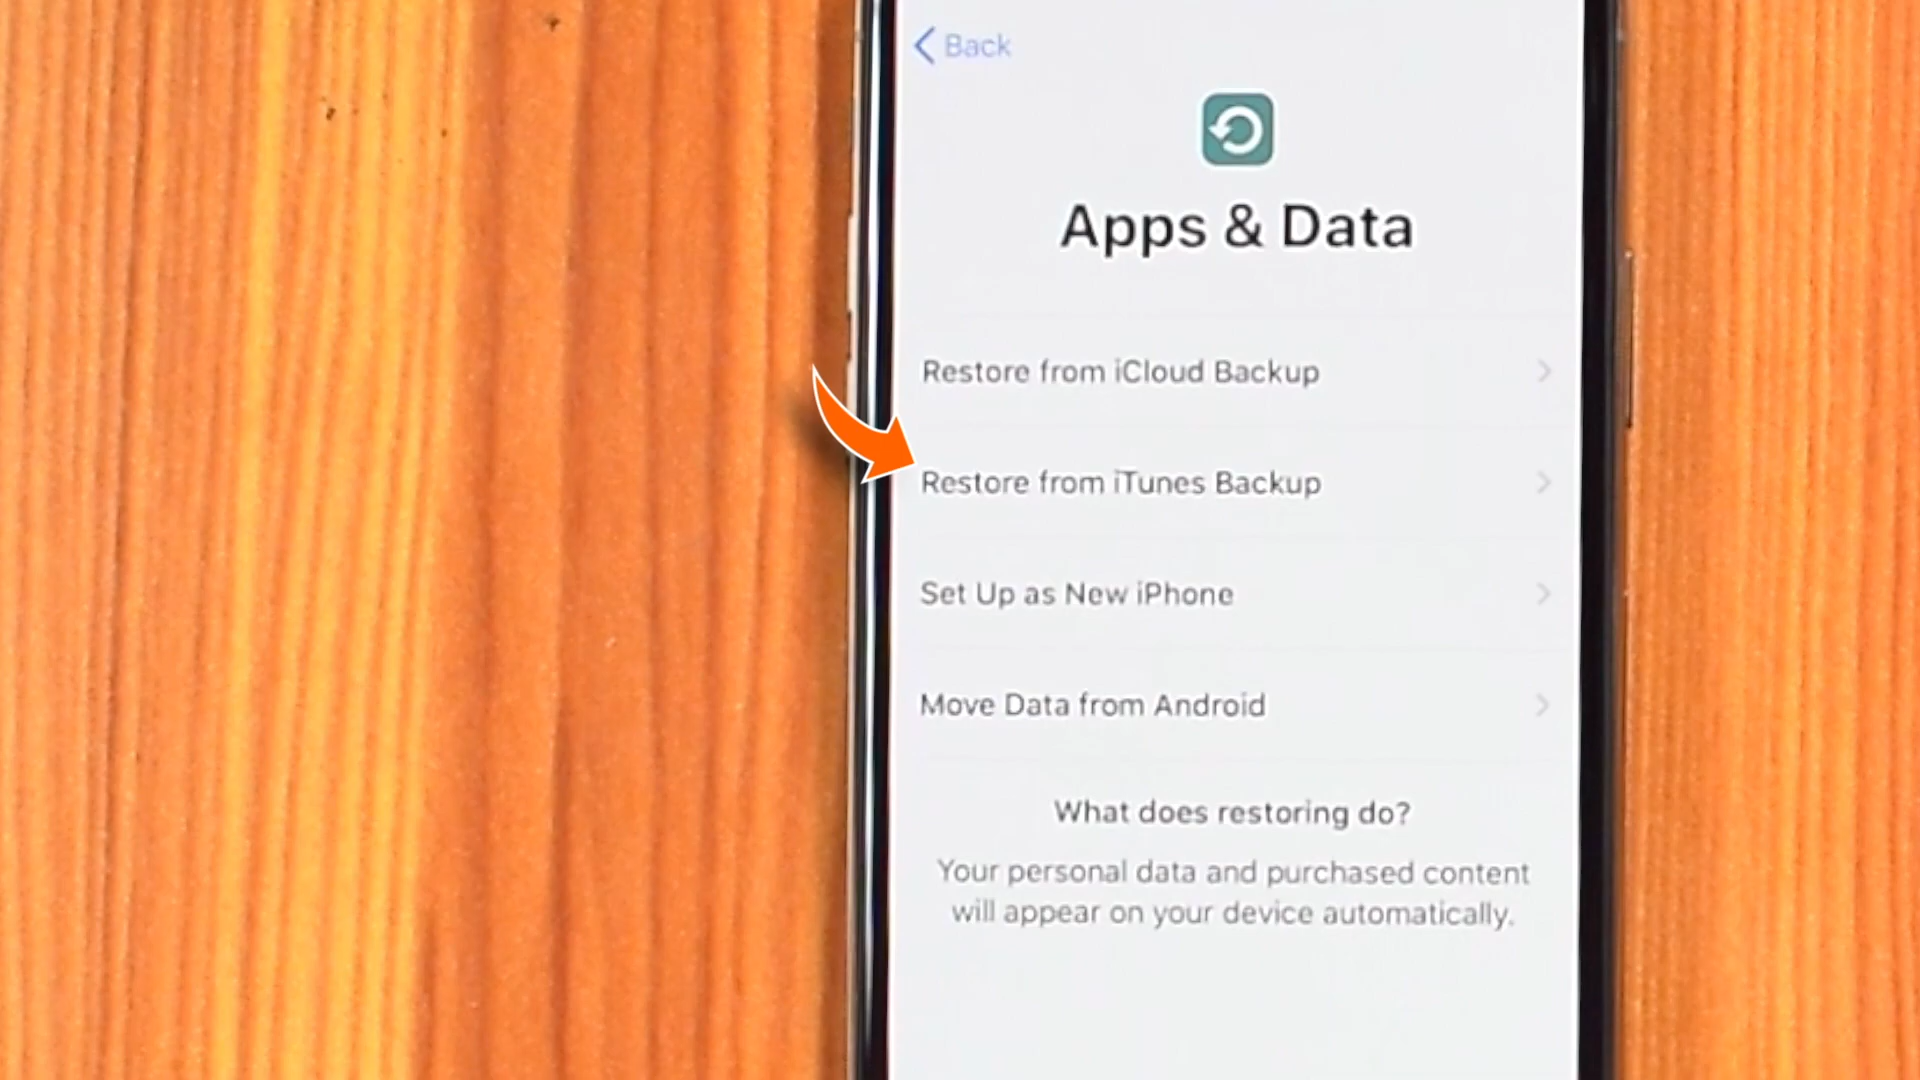 Back
Apps & Data
Restore from iCloud Backup
Restore from iTunes Backup
Set Up as New iPhone
Move Data from Android
What does restoring do?
Your personal data and purchased content
will appear on your device automatically.